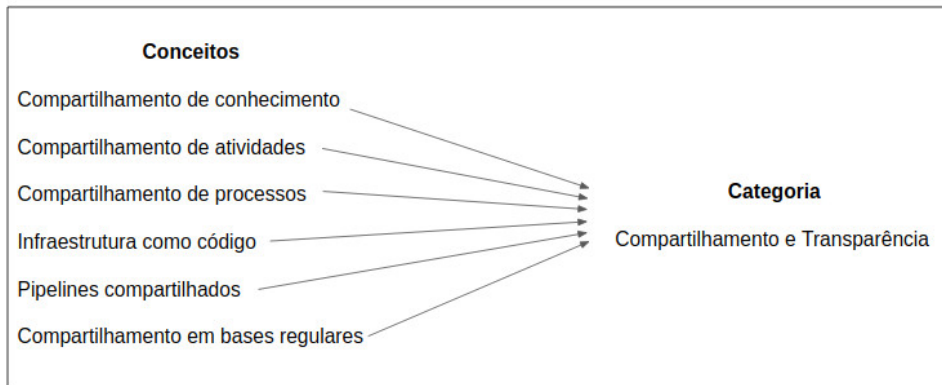 Conceitos
Compartilhamento de conhecimento
Compartilhamento de atividades
Compartilhamento de processos
Infraestrutura como código
Pipelines compartilhados
Compartilhamento em bases regulares
Categoria
Compartilhamento e Transparência